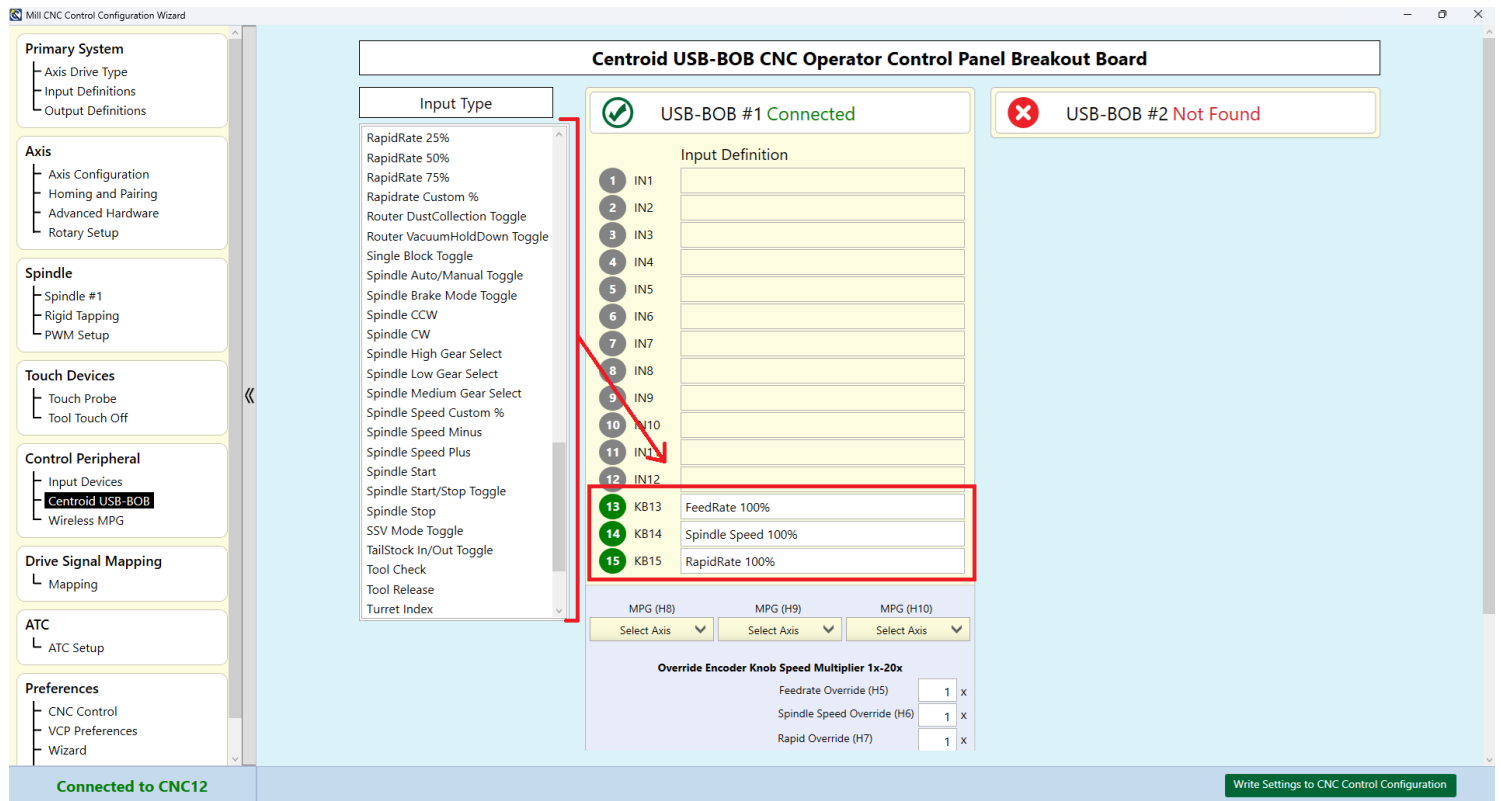 Mill CNC Control Configuration Wizard
Primary System
Axis Drive Type
Input Definitions
Output Definitions
Axis
Axis Configuration
Homing and Pairing
Advanced Hardware
Rotary Setup
Spindle
Spindle #1
Rigid Tapping
PWM Setup
Touch Devices
Touch Probe
Tool Touch Off
Control Peripheral
Input Devices
Centroid USB-BOB
Wireless MPG
Drive Signal Mapping
Mapping
ATC
ATC Setup
Preferences
CNC Control
VCP Preferences
Wizard
Connected to CNC12
Centroid USB-BOB CNC Operator Control Panel Breakout Board
Input Type
RapidRate 25%
RapidRate 50%
RapidRate 75%
Rapidrate Custom %
Router DustCollection Toggle
Router VacuumHoldDown Toggle
Single Block Toggle
Spindle Auto/Manual Toggle
Spindle Brake Mode Toggle
Spindle CCW
Spindle CW
Spindle High Gear Select
Spindle Low Gear Select
Spindle Medium Gear Select
Spindle Speed Custom %
Spindle Speed Minus
Spindle Speed Plus
Spindle Start
Spindle Start/Stop Toggle
Spindle Stop
SSV Mode Toggle
TailStock In/Out Toggle
Tool Check
Tool Release
Turret Index
USB-BOB #1 Connected
Input Definition
1 IN1
2 IN2
3 IN3
4 IN4
5 IN5
6 IN6
7 IN7
8 IN8
9 IN9
10 IN10
11 IN11
12 IN12
13 KB13 FeedRate 100%
14 KB14 Spindle Speed 100%
15 KB15 RapidRate 100%
MPG (H8) MPG (H9) MPG (H10)
Select Axis Select Axis Select Axis
Override Encoder Knob Speed Multiplier 1x-20x
Feedrate Override (H5) 1 x
Spindle Speed Override (H6) 1 x
Rapid Override (H7) 1 x
USB-BOB #2 Not Found
Write Settings to CNC Control Configuration